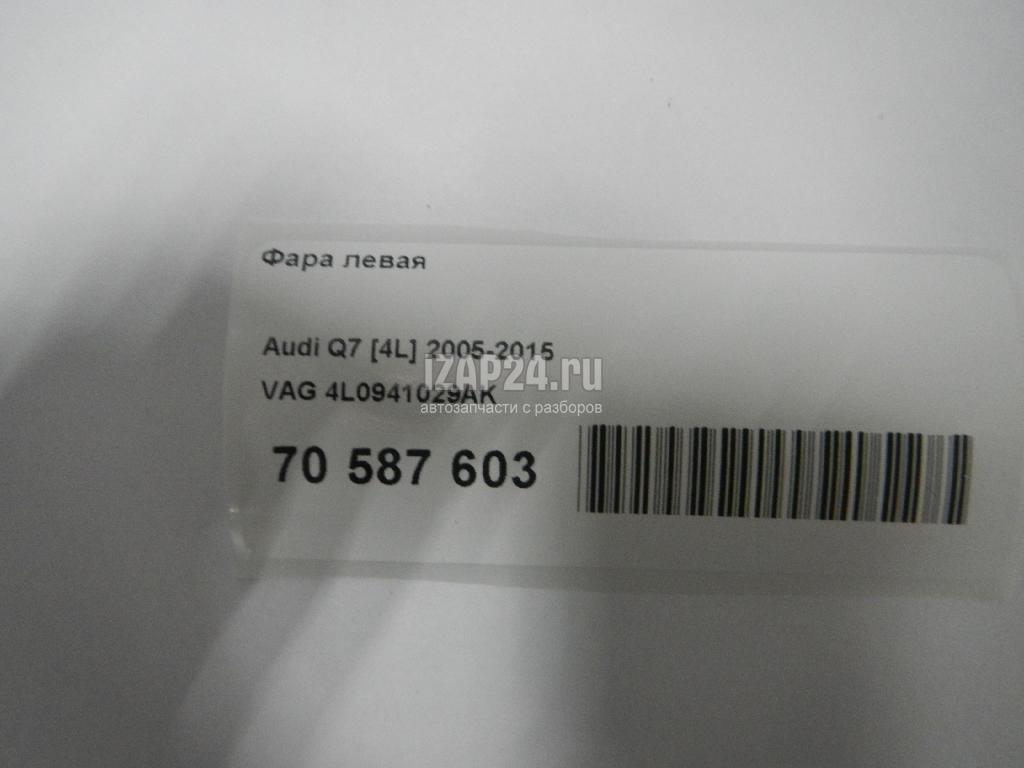 Фара левая
Audi Q7 [4L] 2005-2015
IZAP24.ru
VAG 4L0941029AK
автозапчасти с разборов
70 587 603